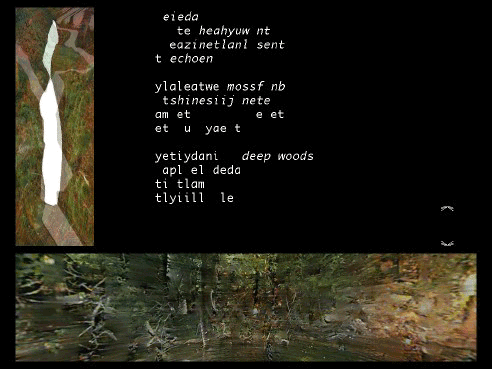 eieda
te heahyuw nt
eazinetlanl sent
t echoen

ylaleatwe mossf nb
tshinesiij nete
am et e et
et u yae t

yetiydani deep woods
apl el deda
ti tlam
tlyiill le